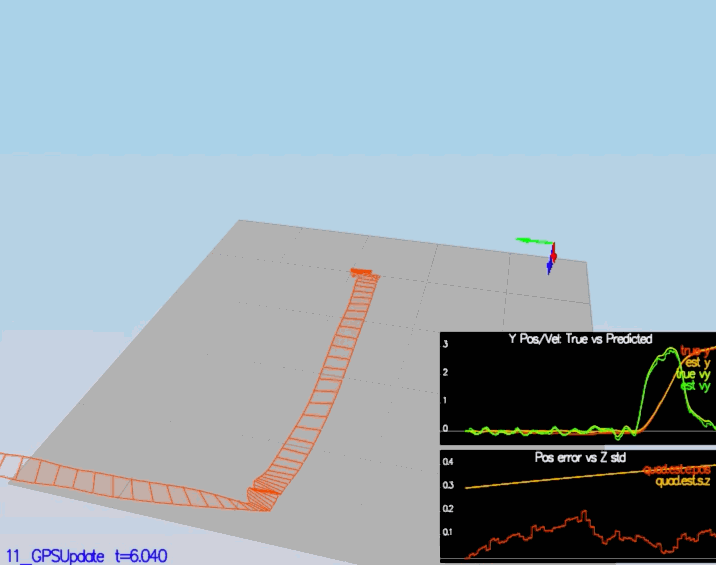 Y Pos/Vel: True vs Predicted
3
true y
est y
2
true vy
est vy
1
0
Pos error vs Z std
0.4
quad.est.e.pos
quad.est.s.z
0.3
0.2
0.1
11_GPSUpdate t=6.040